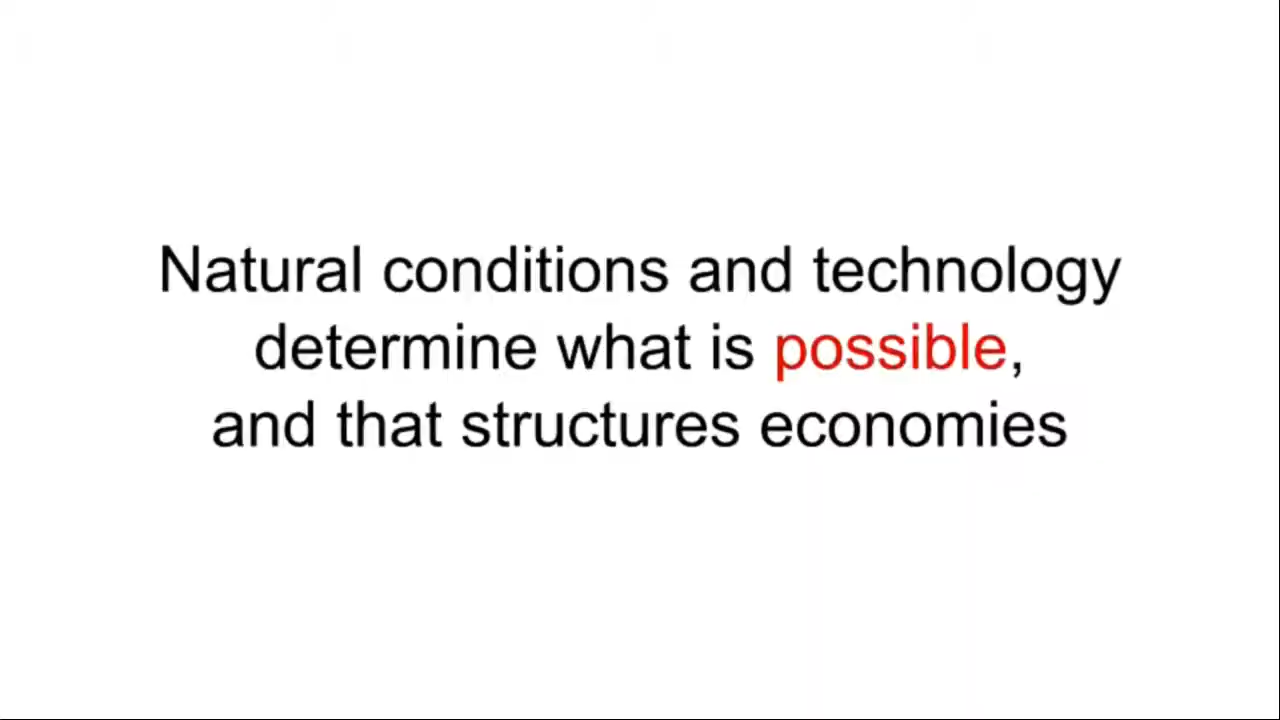 Natural conditions and technology
determine what is possible,
and that structures economies